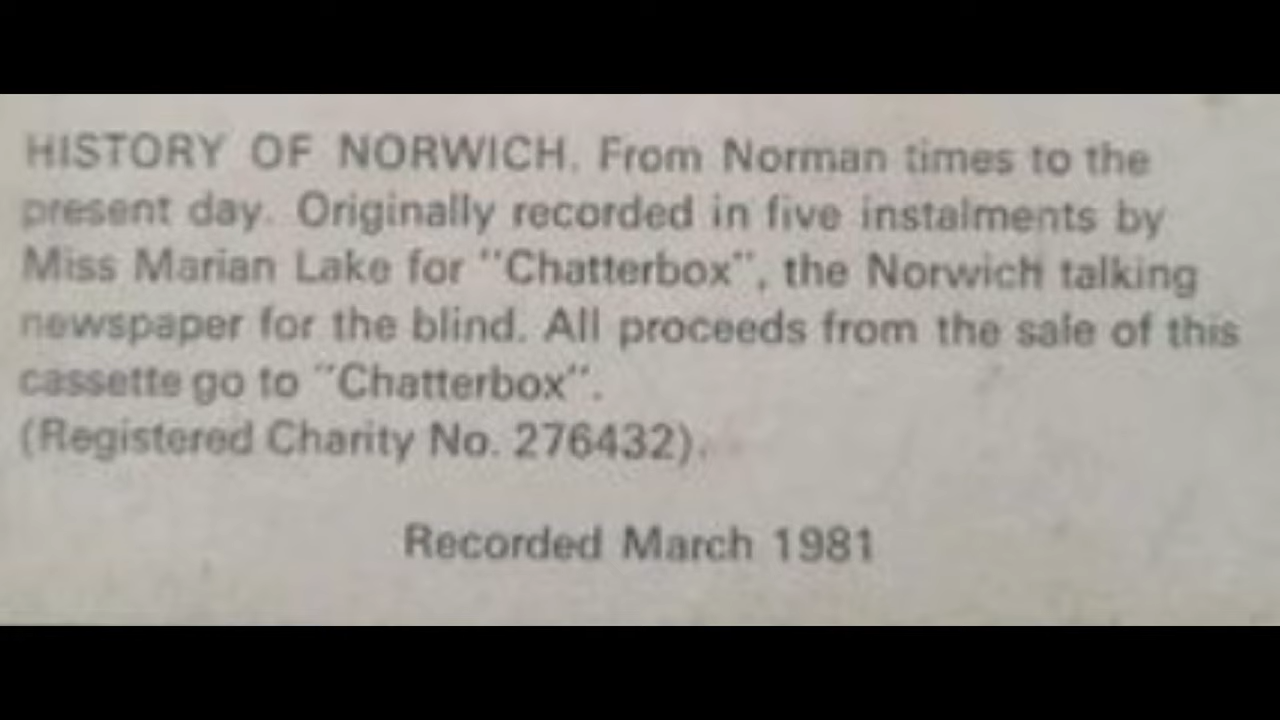 HISTORY OF NORWICH. From Norman times to the
present day. Originally recorded in five instalments by
Miss Marian Lake for "Chatterbox", the Norwich talking
newspaper for the blind. All proceeds from the sale of this
cassette go to "Chatterbox".
(Registered Charity No. 276432).
Recorded March 1981